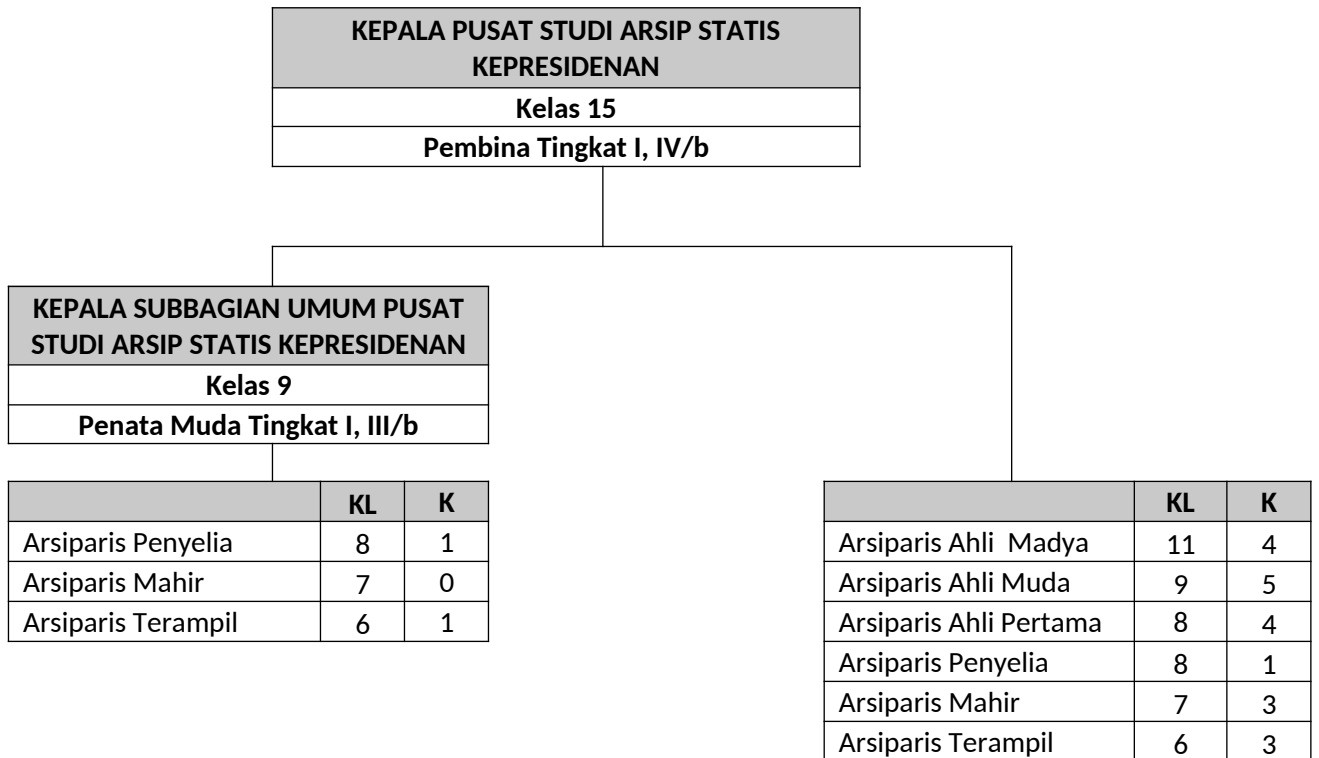 KEPALA PUSAT STUDI ARSIP STATIS
KEPRESIDENAN
Kelas 15
Pembina Tingkat I, IV/b
KEPALA SUBBAGIAN UMUM PUSAT
STUDI ARSIP STATIS KEPRESIDENAN
Kelas 9
Penata Muda Tingkat I, III/b
KL K
Arsiparis Penyelia 8 1
Arsiparis Mahir 7 0
Arsiparis Terampil 6 1
KL K
Arsiparis Ahli Madya 11 4
Arsiparis Ahli Muda 9 5
Arsiparis Ahli Pertama 8 4
Arsiparis Penyelia 8 1
Arsiparis Mahir 7 3
Arsiparis Terampil 6 3